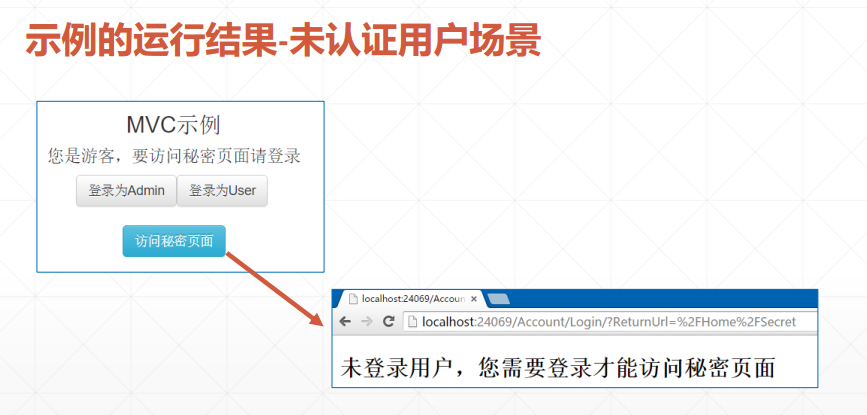 示例的运行结果-未认证用户场景
MVC示例
您是游客，要访问秘密页面请登录
登录为Admin 登录为User
访问秘密页面
localhost:24069/Accoun
localhost:24069/Account/Login/?ReturnUrl=%2FHome%2FSecret
未登录用户，您需要登录才能访问秘密页面